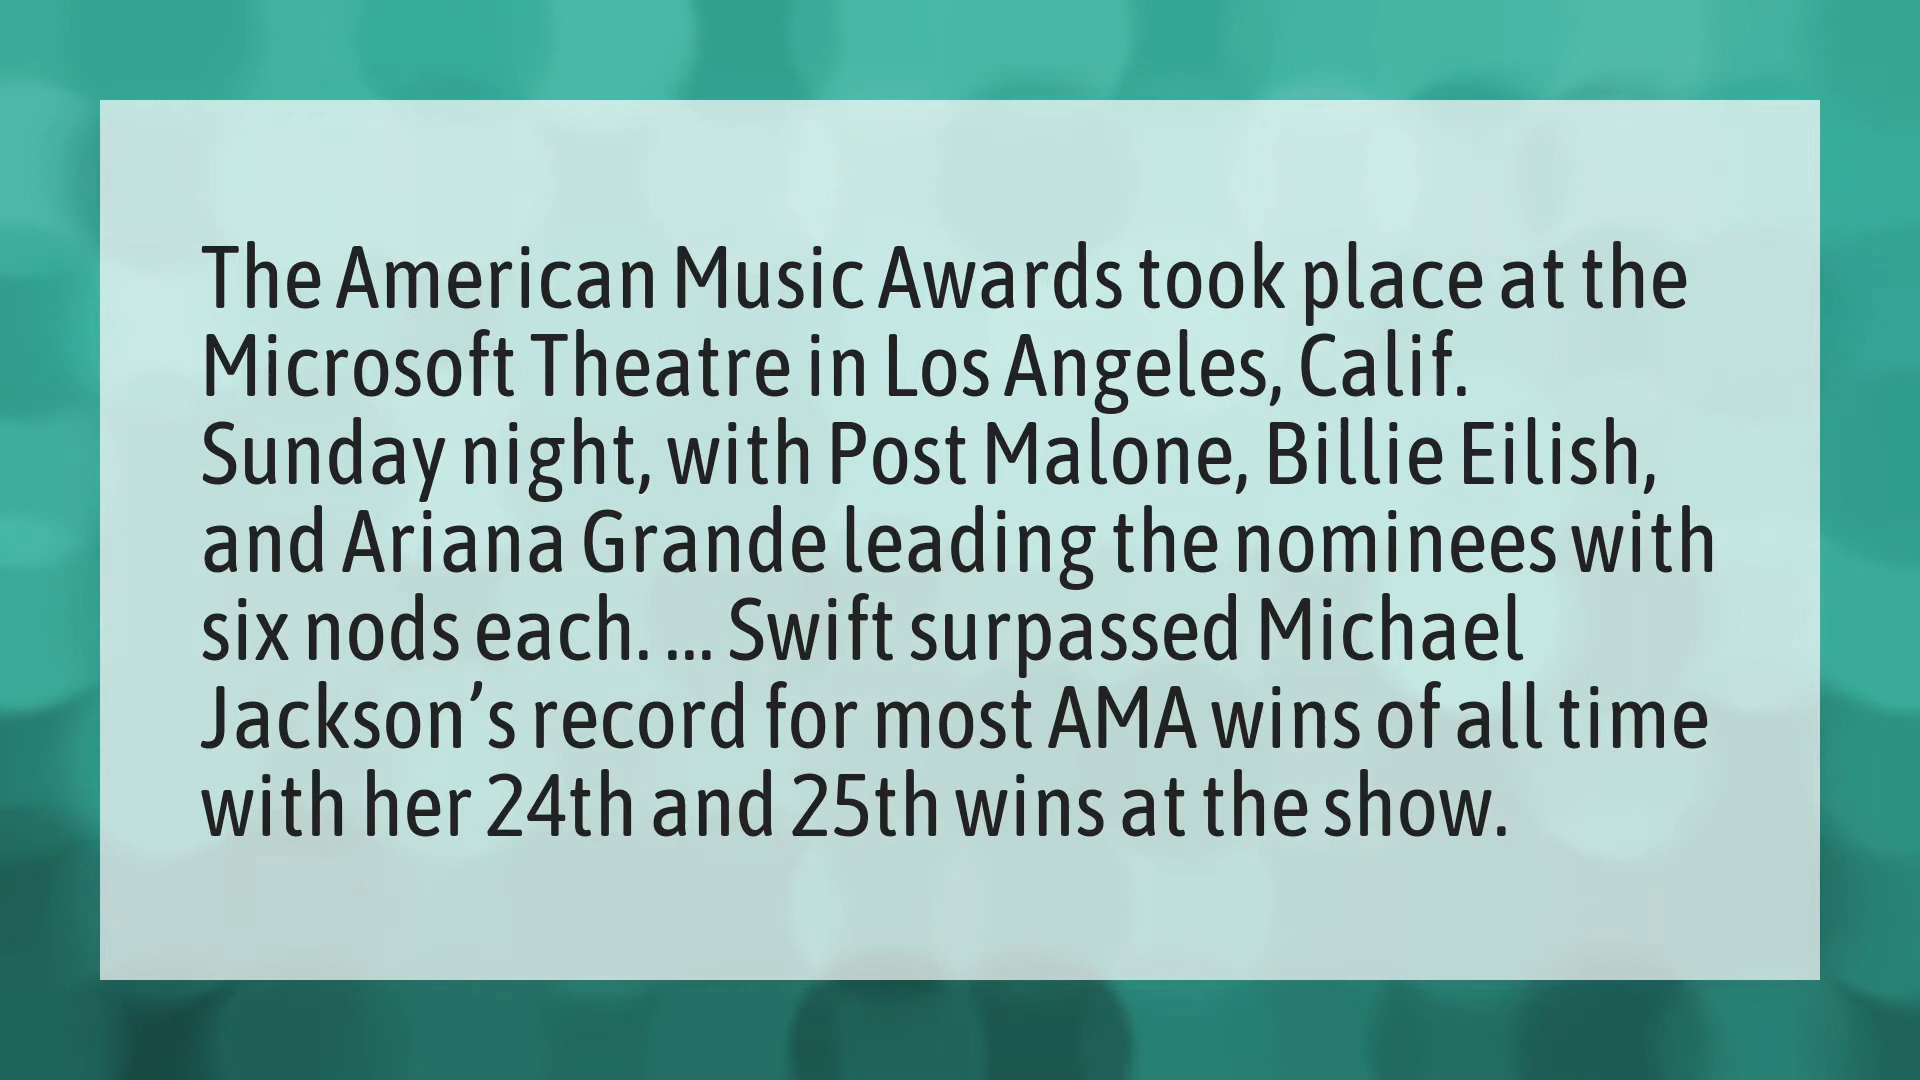 The American Music Awards took place at the
Microsoft Theatre in Los Angeles, Calif.
Sunday night, with Post Malone, Billie Eilish,
and Ariana Grande leading the nominees with
six nods each. ... Swift surpassed Michael
Jackson’s record for most AMA wins of all time
with her 24th and 25th wins at the show.